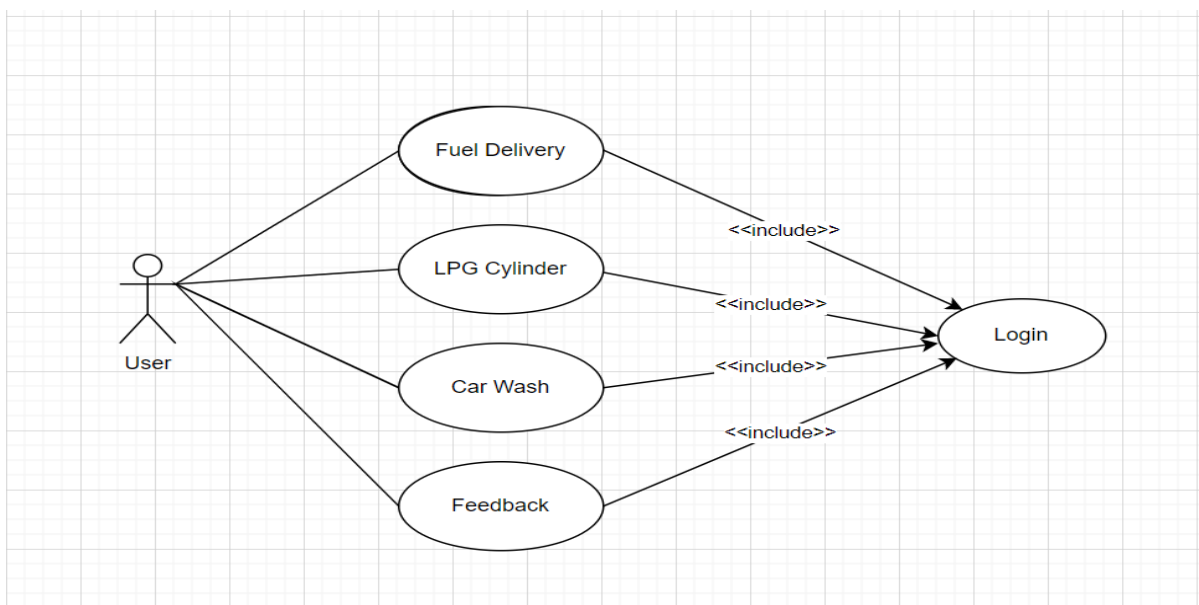 Fuel Delivery
<<include>>
LPG Cylinder
<<include>>
User
Login
Car Wash
<<include>>
<<include>>
Feedback